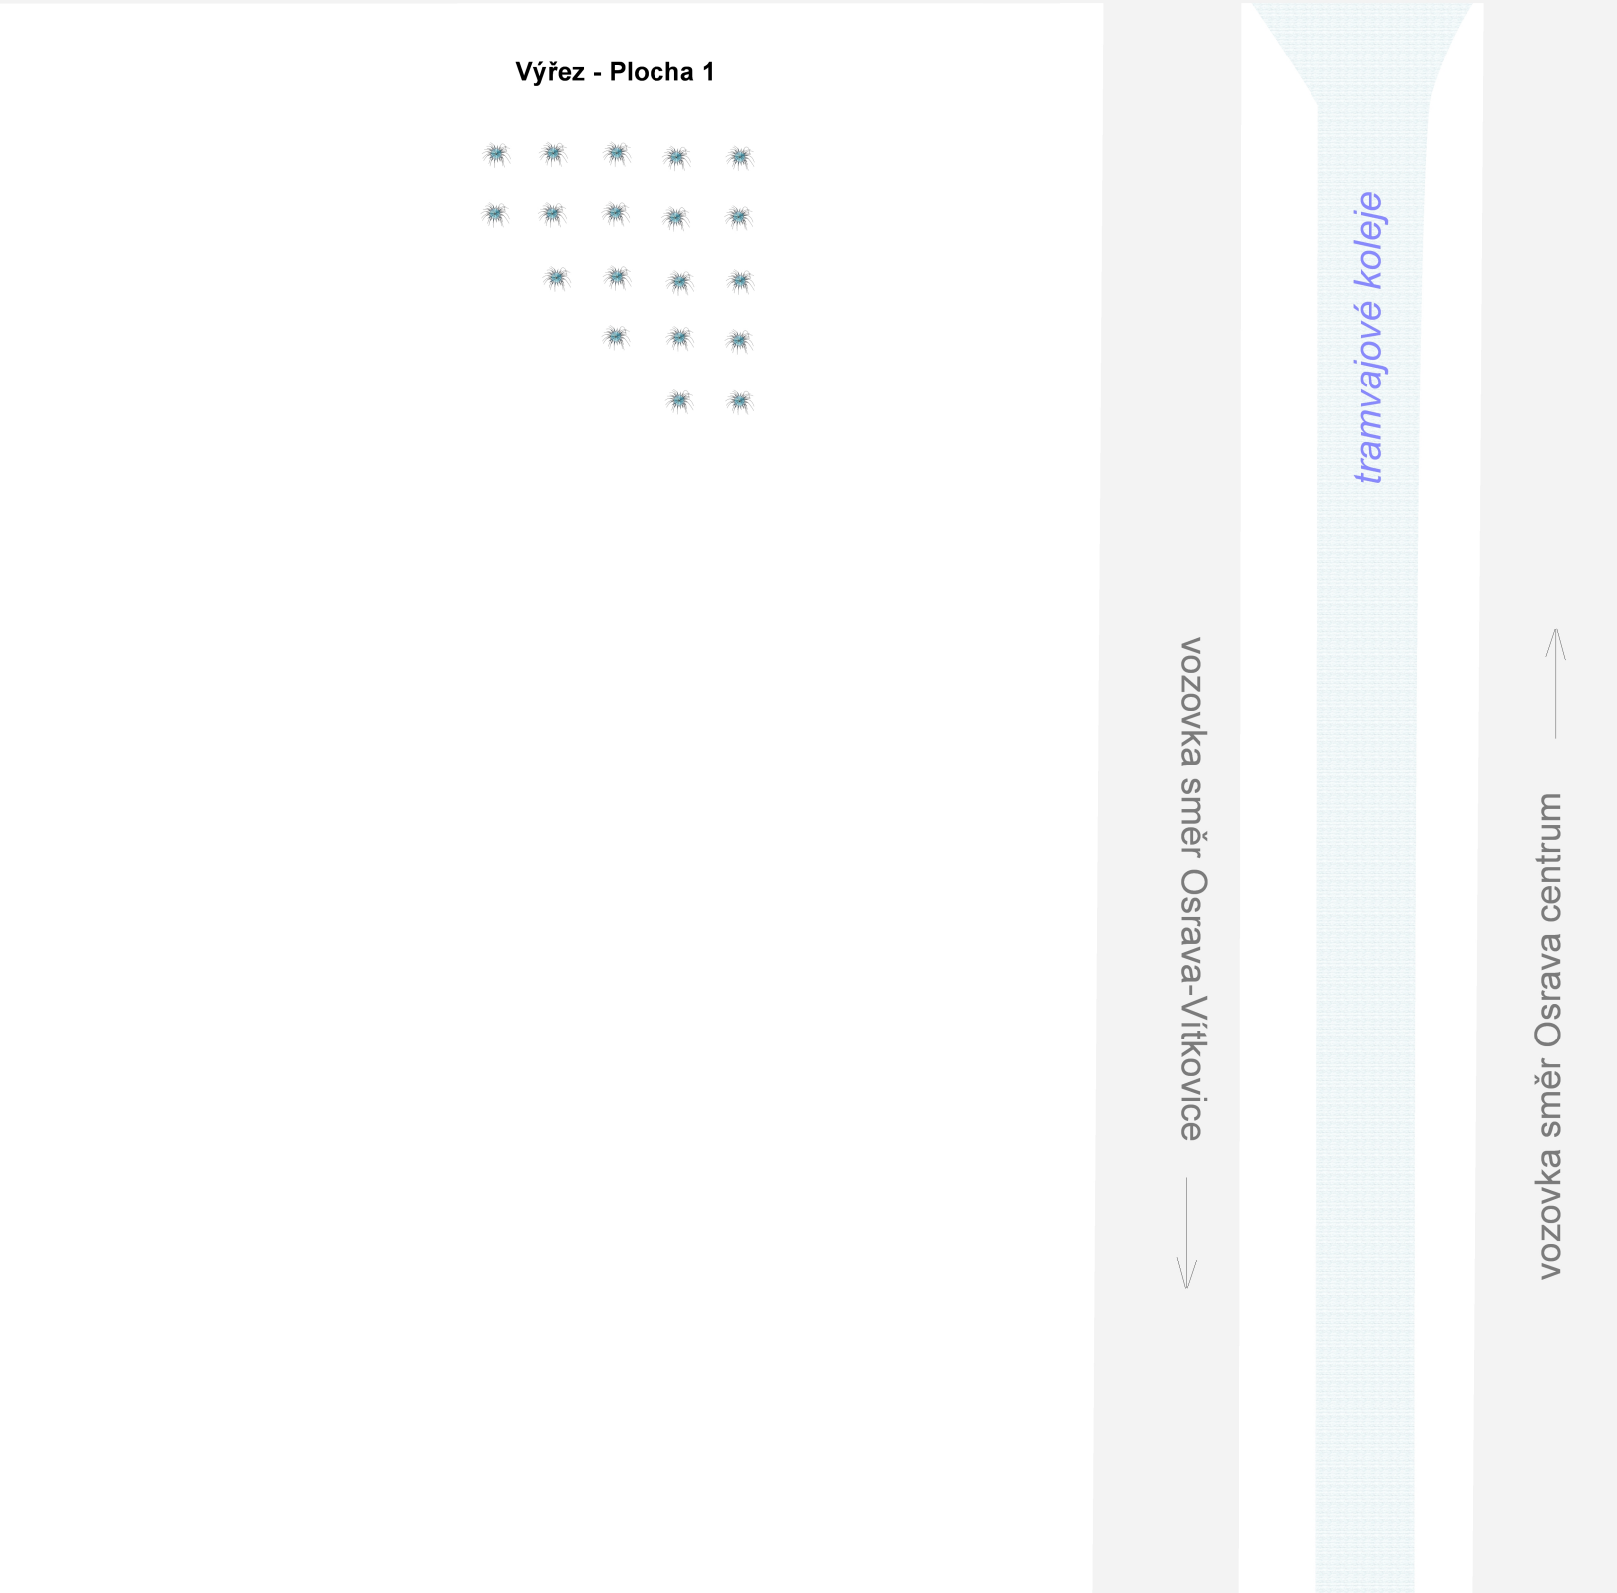 Výřez - Plocha 1
tramvajové koleje
vozovka směr Osrava-Vítkovice
vozovka směr Osrava centrum